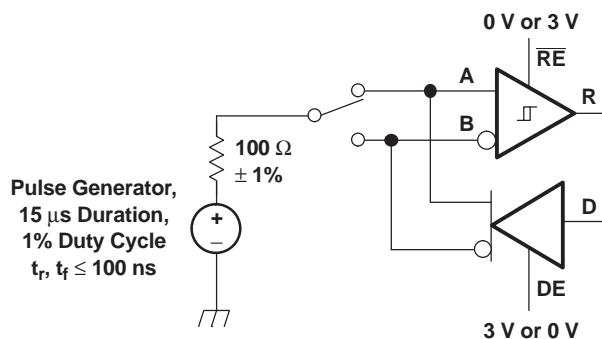 0 V or 3 V
RE
A
R
B
100 Ω
± 1%
Pulse Generator,
15 μs Duration,
1% Duty Cycle
tr, tf ≤ 100 ns
+
–
D
DE
3 V or 0 V